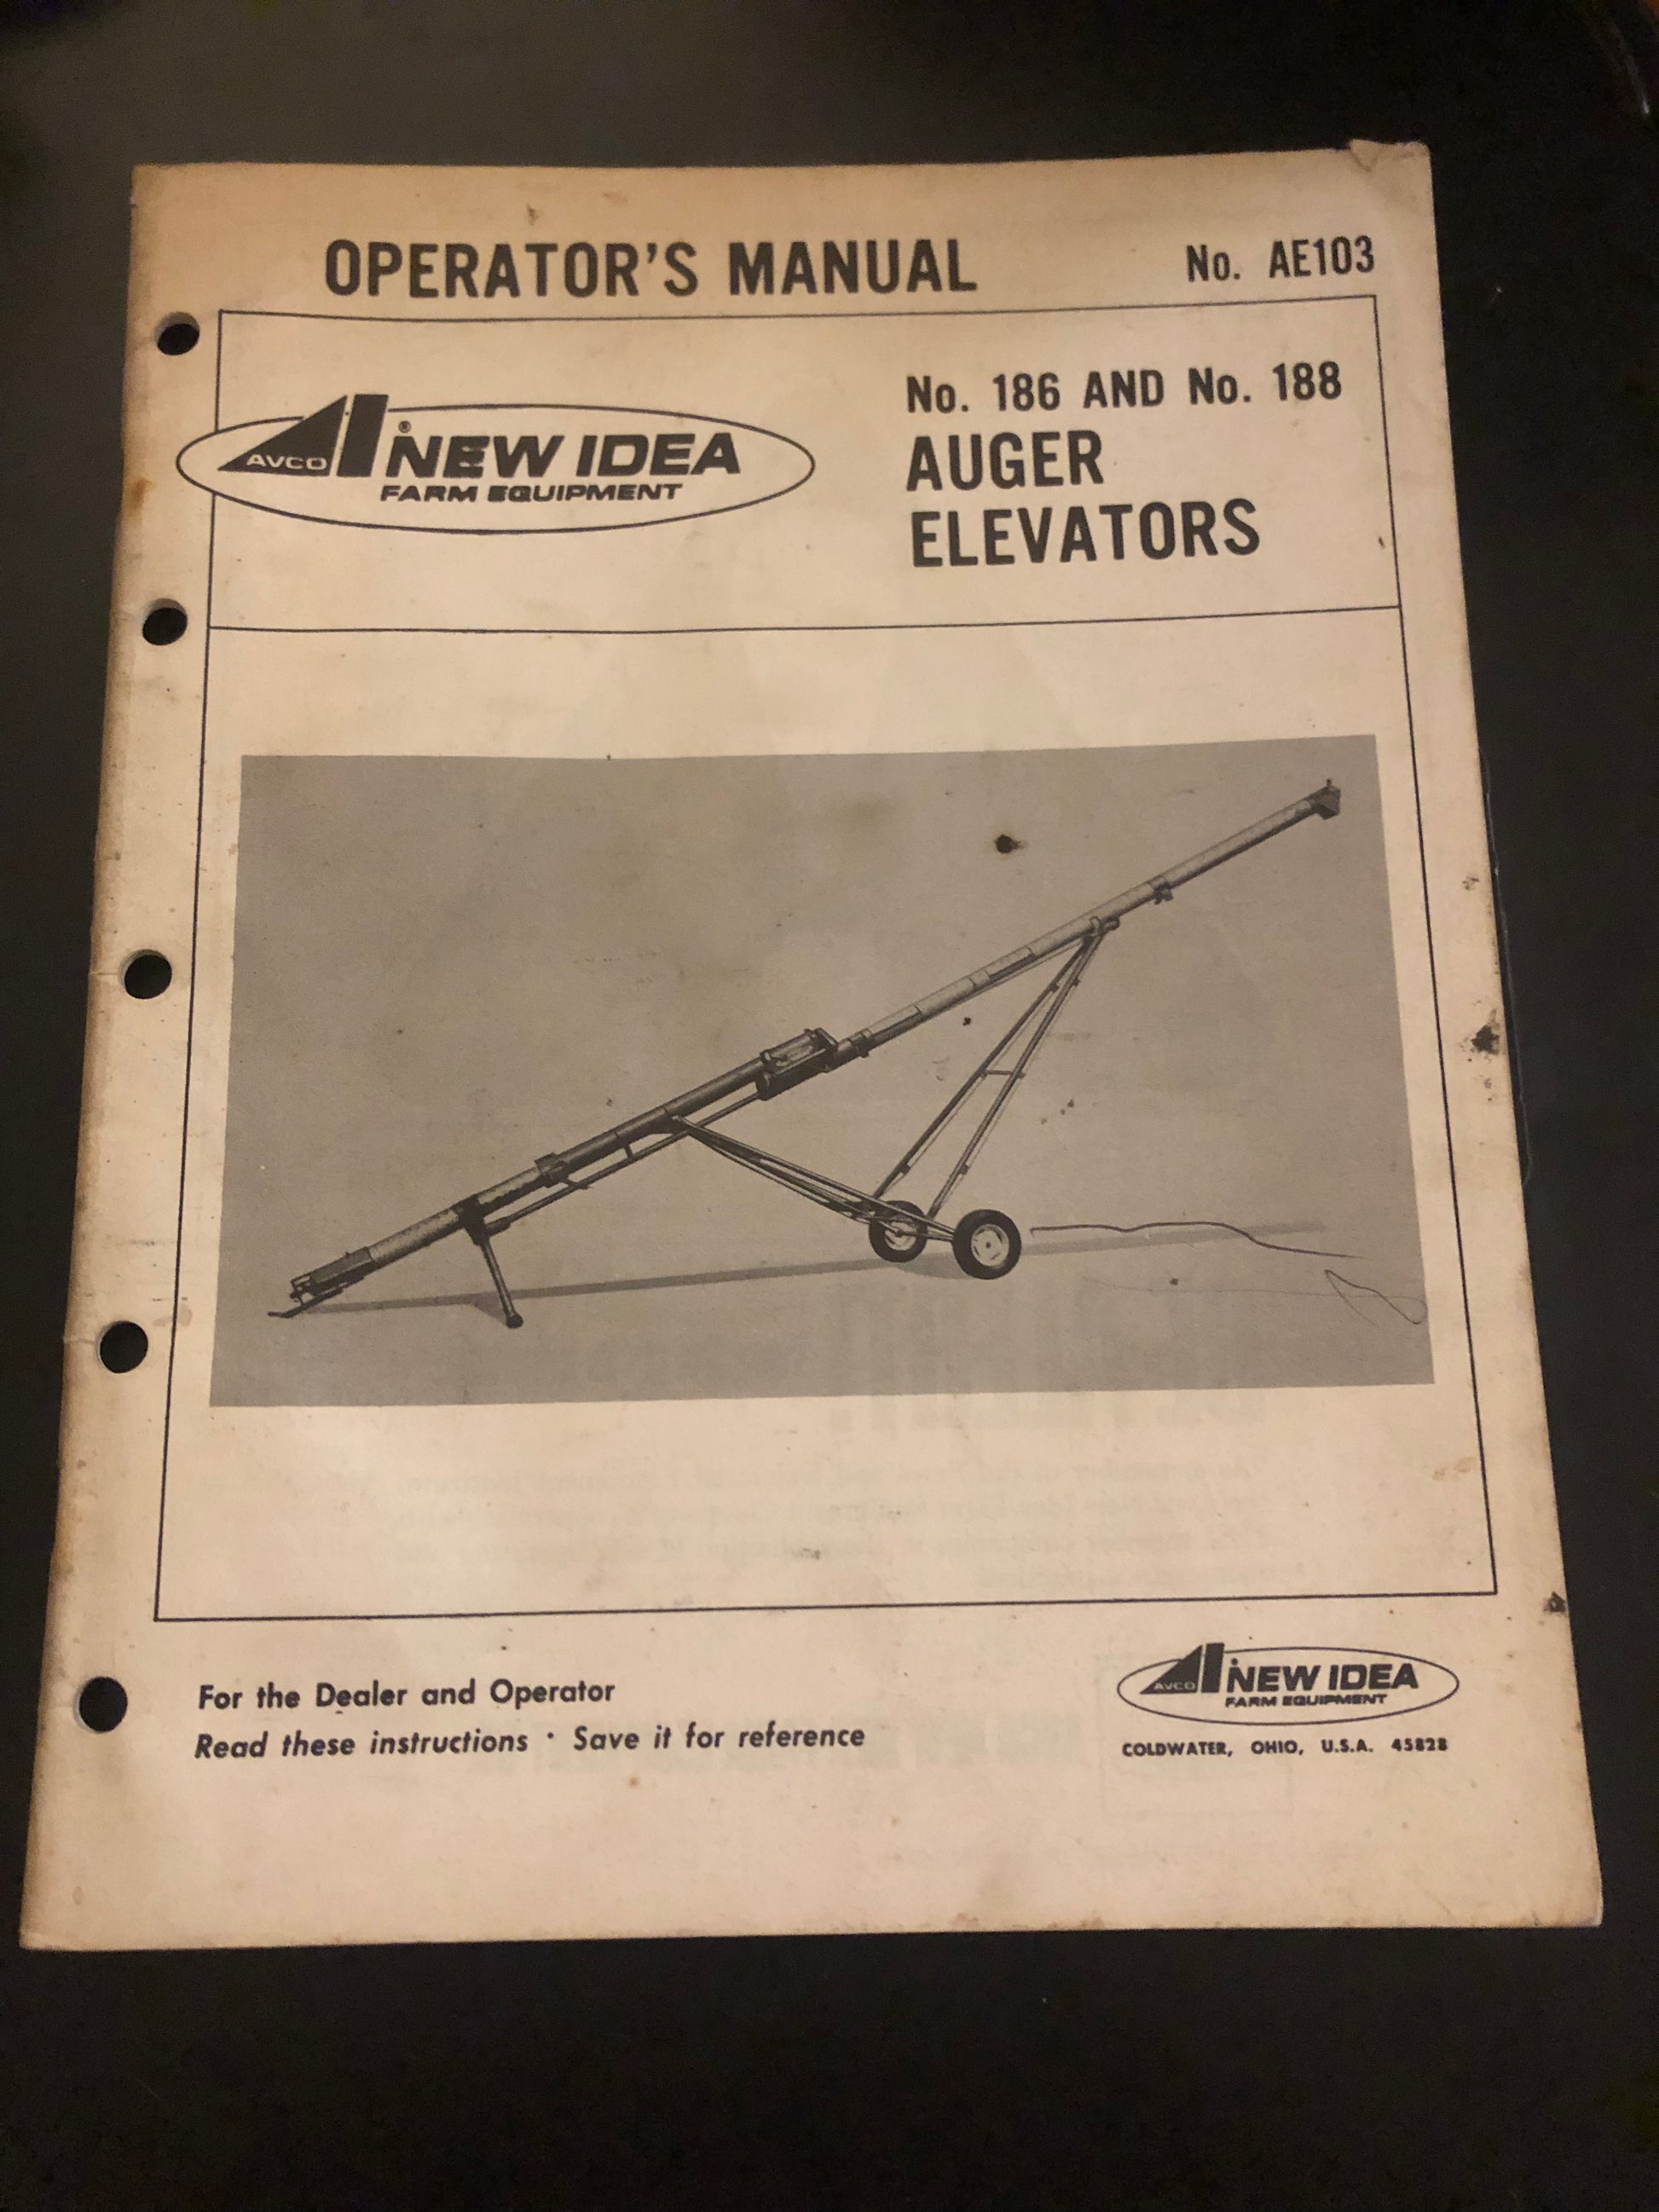 OPERATOR'S MANUAL
No. AE103
AVCO ® NEW IDEA
FARM EQUIPMENT
No. 186 AND No. 188
AUGER
ELEVATORS
For the Dealer and Operator
Read these instructions · Save it for reference
AVCO NEW IDEA
FARM EQUIPMENT
COLDWATER, OHIO, U.S.A. 45828